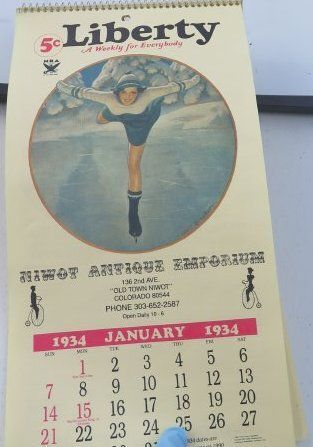 Liberty
5¢
A Weekly for Everybody
NRA
NIWOT ANTIQUE EMPORIUM
136 2nd AVE
"OLD TOWN NIWOT"
COLORADO 80544
PHONE 303-652-2587
Open Daily 10 - 6
1934 JANUARY 1934
SUN MON TUE WED THU FRI SAT
1 2 3 4 5 6
7 8 9 10 11 12 13
14 15 16 17 18 19 20
21 22 23 24 25 26 27